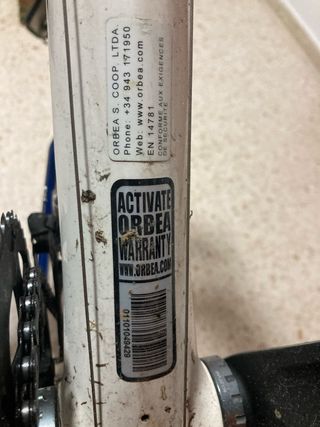 ORBEA S. COOP. LTDA.
Phone: +34 943 171950
Web: www.orbea.com
EN 14781
CONFORME AUX EXIGENCES
DE SECURITE
ACTIVATE
ORBEA
WARRANTY
WWW.ORBEA.COM